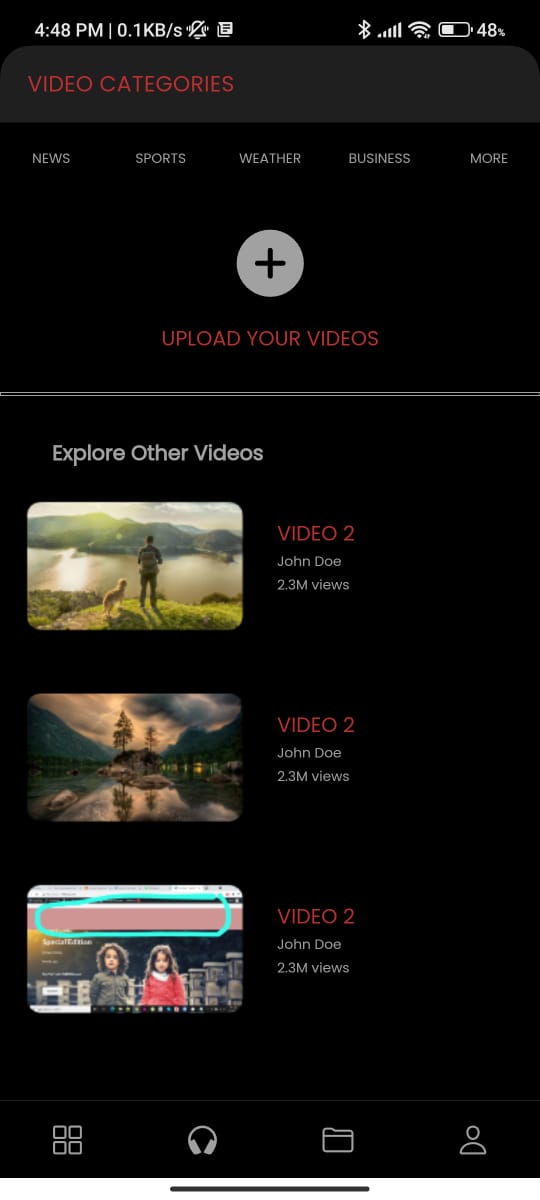 4:48 PM | 0.1KB/s
48%
VIDEO CATEGORIES
NEWS SPORTS WEATHER BUSINESS MORE
UPLOAD YOUR VIDEOS
Explore Other Videos
VIDEO 2
John Doe
2.3M views
VIDEO 2
John Doe
2.3M views
VIDEO 2
John Doe
2.3M views
Special Edition